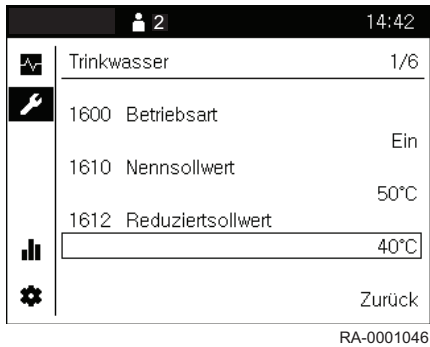 2 14:42
Trinkwasser 1/6
1600 Betriebsart
Ein
1610 Nennsollwert
50°C
1612 Reduziertsollwert
40°C
Zurück
RA-0001046